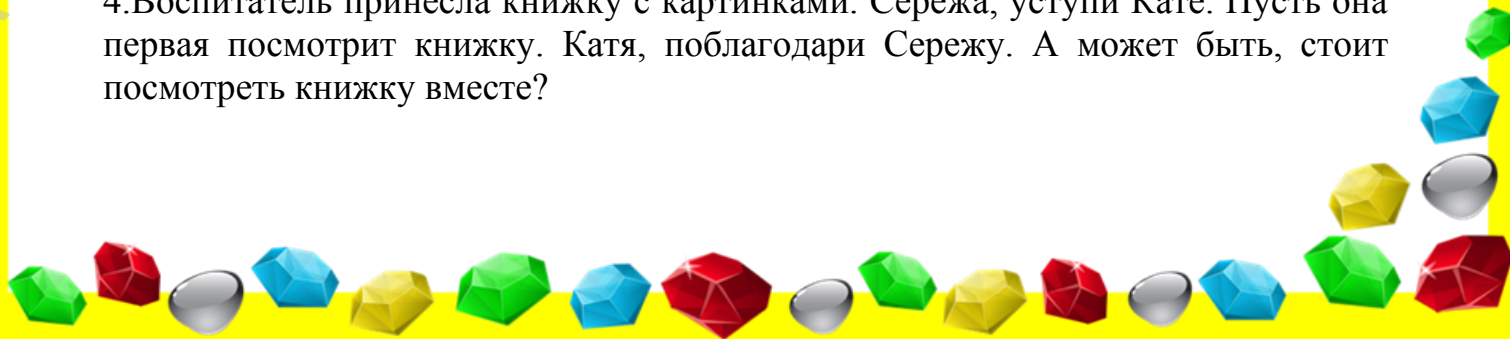 4.Воспитатель принесла книжку с картинками. Сережа, уступи Кате. Пусть она
первая посмотрит книжку. Катя, поблагодари Сережу. А может быть, стоит
посмотреть книжку вместе?